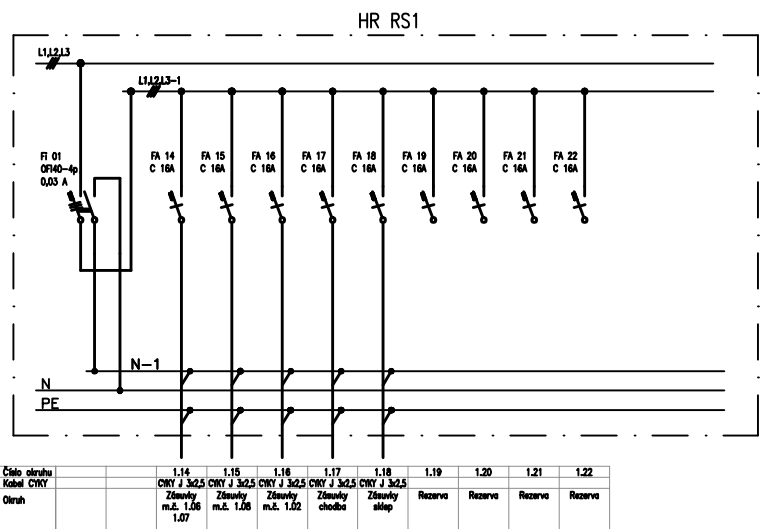 HR RS1
L1,L2,L3
L1,L2,L3-1
FI 01
OFI40-4p
0,03 A
FA 14
C 16A
FA 15
C 16A
FA 16
C 16A
FA 17
C 16A
FA 18
C 16A
FA 19
C 16A
FA 20
C 16A
FA 21
C 16A
FA 22
C 16A
N-1
N
PE
Číslo okruhu 1.14 1.15 1.16 1.17 1.18 1.19 1.20 1.21 1.22
Kabel CYKY CYKY J 3x2,5 CYKY J 3x2,5 CYKY J 3x2,5 CYKY J 3x2,5 CYKY J 3x2,5
Okruh Zásuvky Zásuvky Zásuvky Zásuvky Zásuvky Rezerva Rezerva Rezerva Rezerva
m.č. 1.06 m.č. 1.08 m.č. 1.02 chodba sklep
1.07